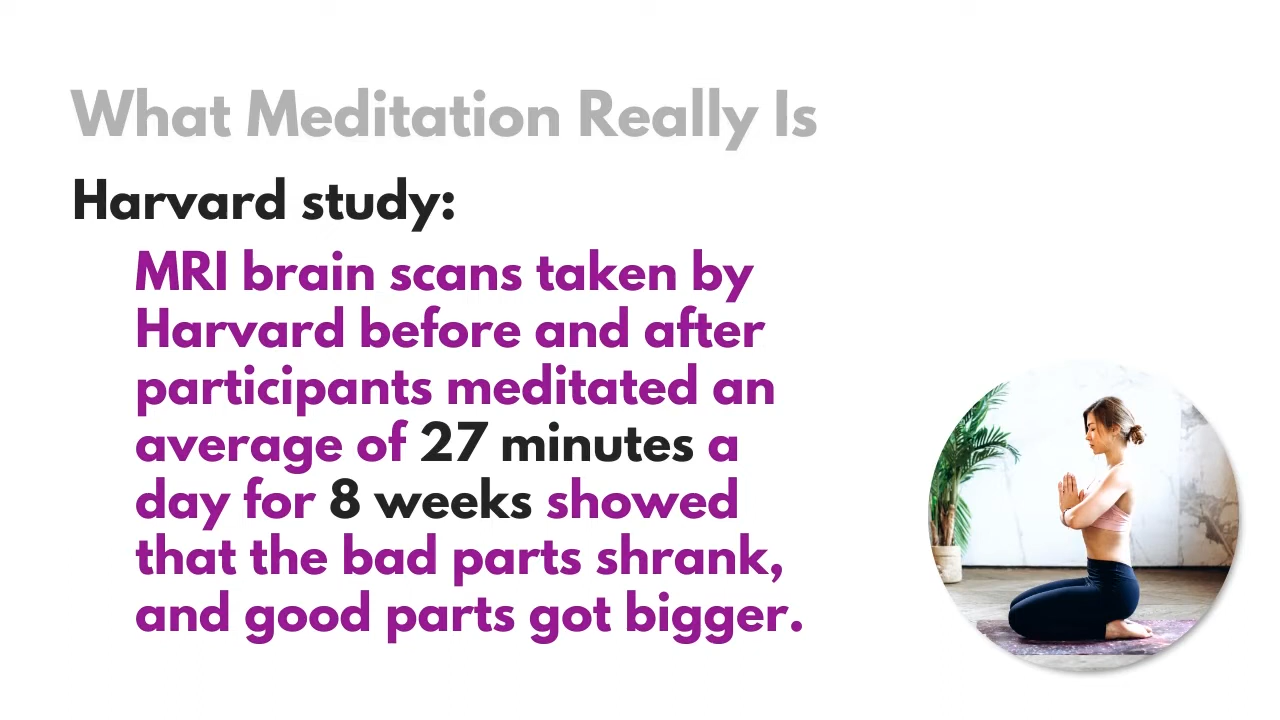 What Meditation Really Is
Harvard study:
MRI brain scans taken by
Harvard before and after
participants meditated an
average of 27 minutes a
day for 8 weeks showed
that the bad parts shrank,
and good parts got bigger.